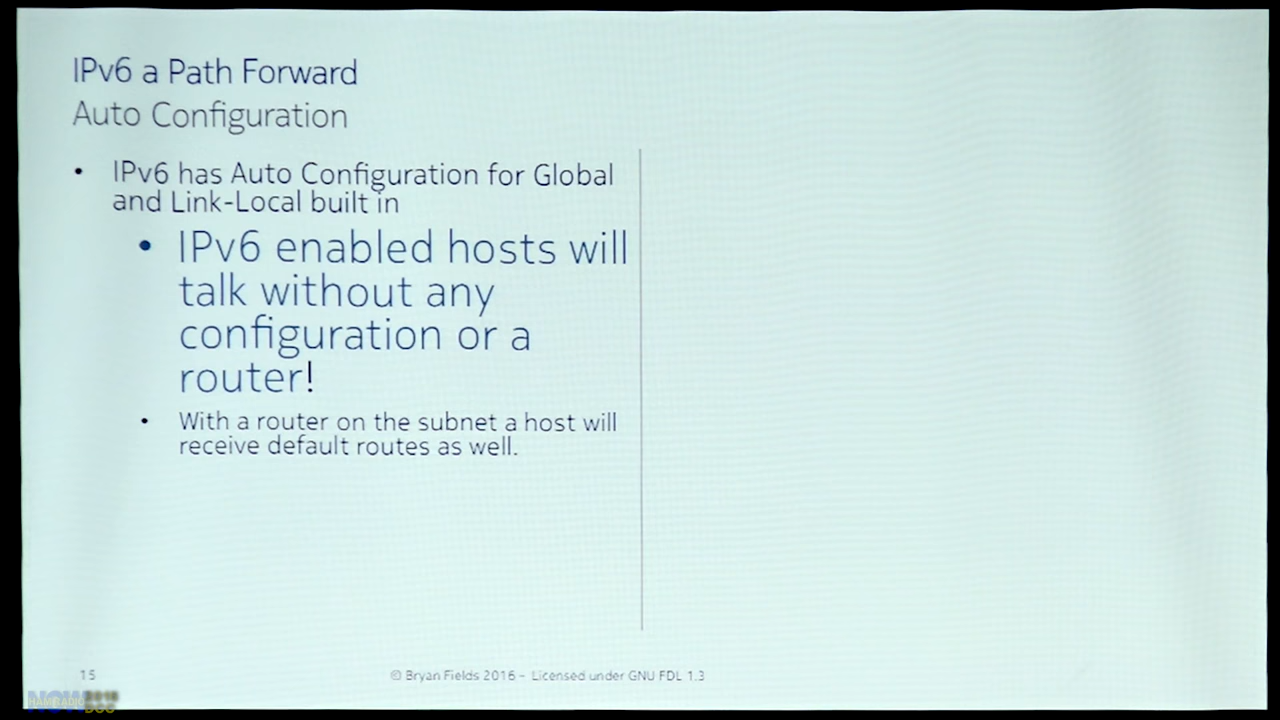 IPv6 a Path Forward
Auto Configuration
• IPv6 has Auto Configuration for Global
and Link-Local built in
• IPv6 enabled hosts will
talk without any
configuration or a
router!
• With a router on the subnet a host will
receive default routes as well.
15
© Bryan Fields 2016 – Licensed under GNU FDL 1.3